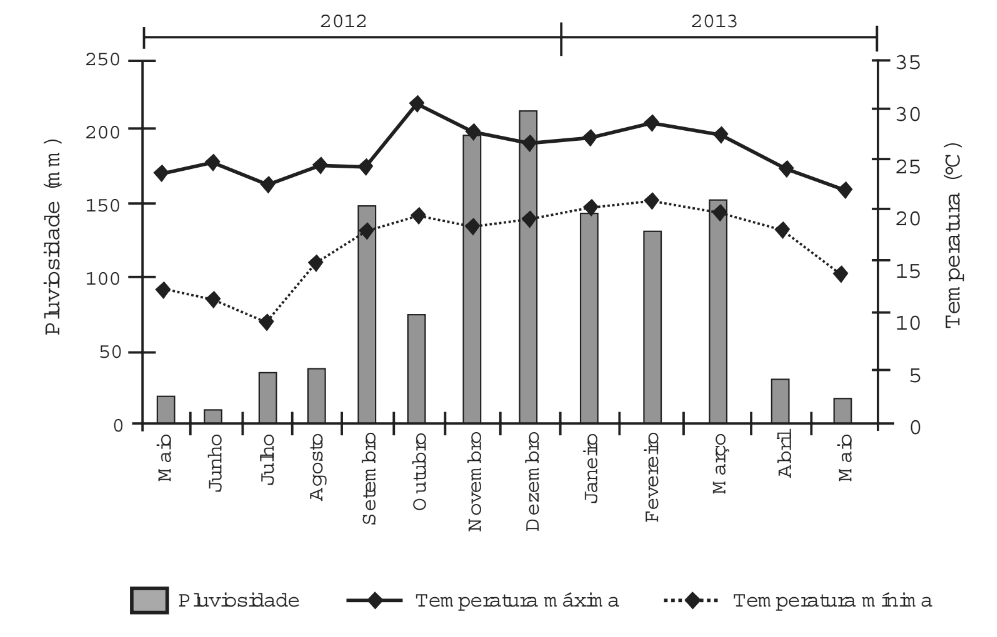 2012 2013
250
200
150
100
50
0
Pluviosidade (mm)
35
30
25
20
15
10
5
0
Temperatura (°C)
Maio
Junho
Julho
Agosto
Setembro
Outubro
Novembro
Dezembro
Janeiro
Fevereiro
Março
Abril
Maio
Pluviosidade Temperatura máxima Temperatura mínima